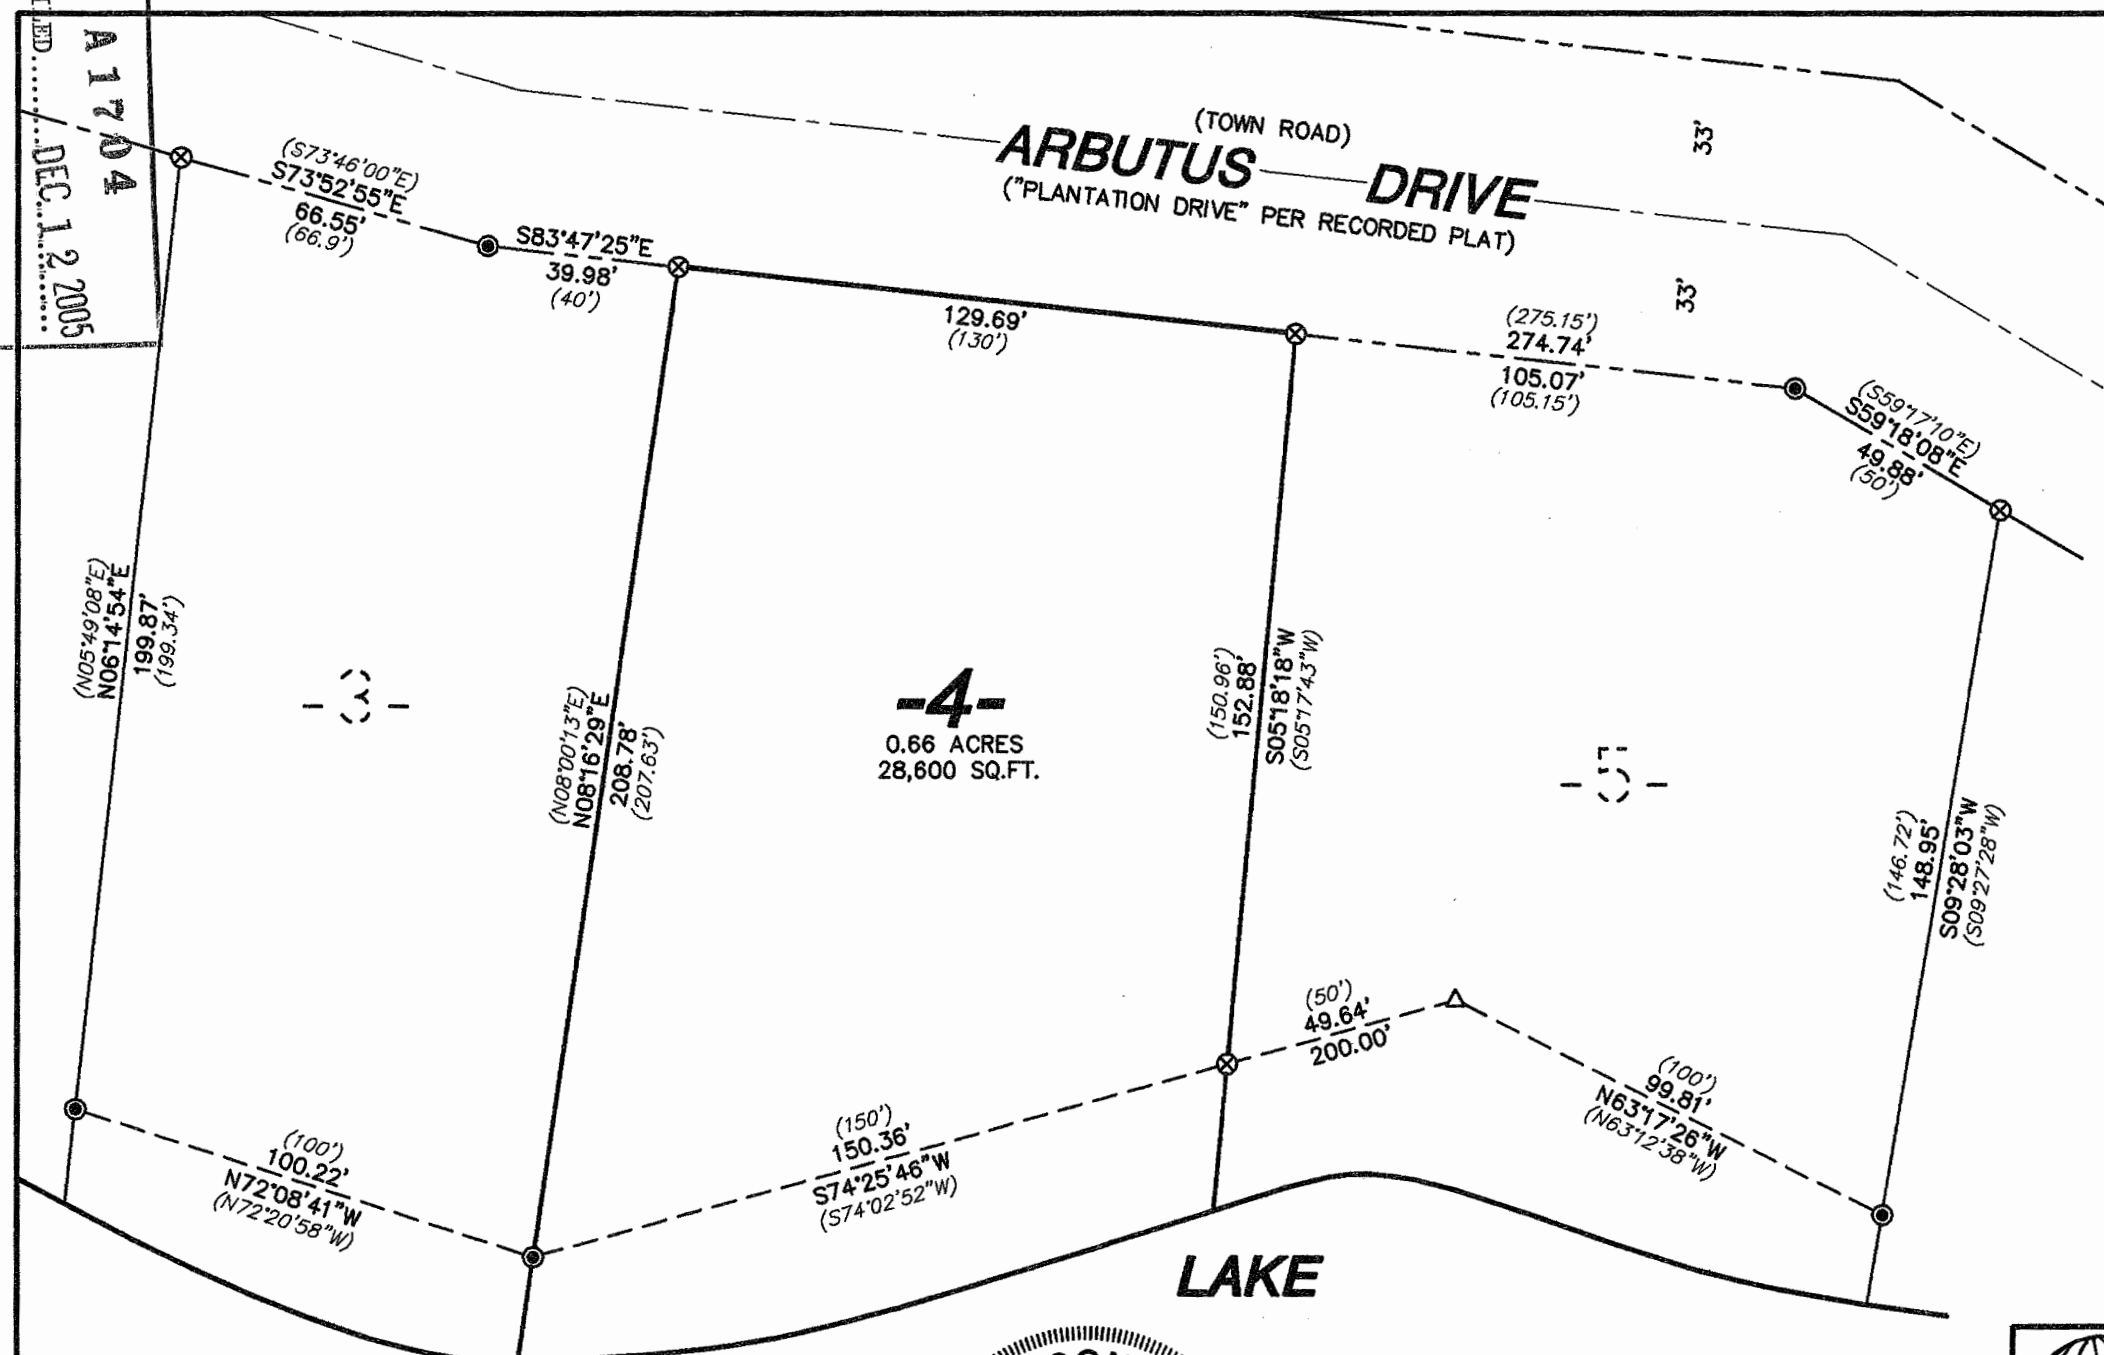 A1704
DEC 12 2005
(TOWN ROAD)
ARBUTUS DRIVE
("PLANTATION DRIVE" PER RECORDED PLAT)
33'
33'
(S73°46'00"E)
S73°52'55"E
66.55'
(66.9')
S83°47'25"E
39.98'
(40')
129.69'
(130')
(275.15')
274.74'
105.07'
(105.15')
(S59°17'10"E)
S59°18'08"E
49.88'
(50')
(N05°49'08"E)
N06°14'54"E
199.87'
(199.34')
-3-
(N08°00'13"E)
N08°16'29"E
208.78'
(207.63')
-4-
0.66 ACRES
28,600 SQ.FT.
(150.96')
152.88'
S05°18'18"W
(S05°17'43"W)
-5-
(146.72')
148.95'
S09°28'03"W
(S09°27'28"W)
(100')
100.22'
N72°08'41"W
(N72°20'58"W)
(150')
150.36'
S74°25'46"W
(S74°02'52"W)
(50')
49.64'
200.00'
(100')
99.81'
N63°17'26"W
(N63°12'38"W)
LAKE